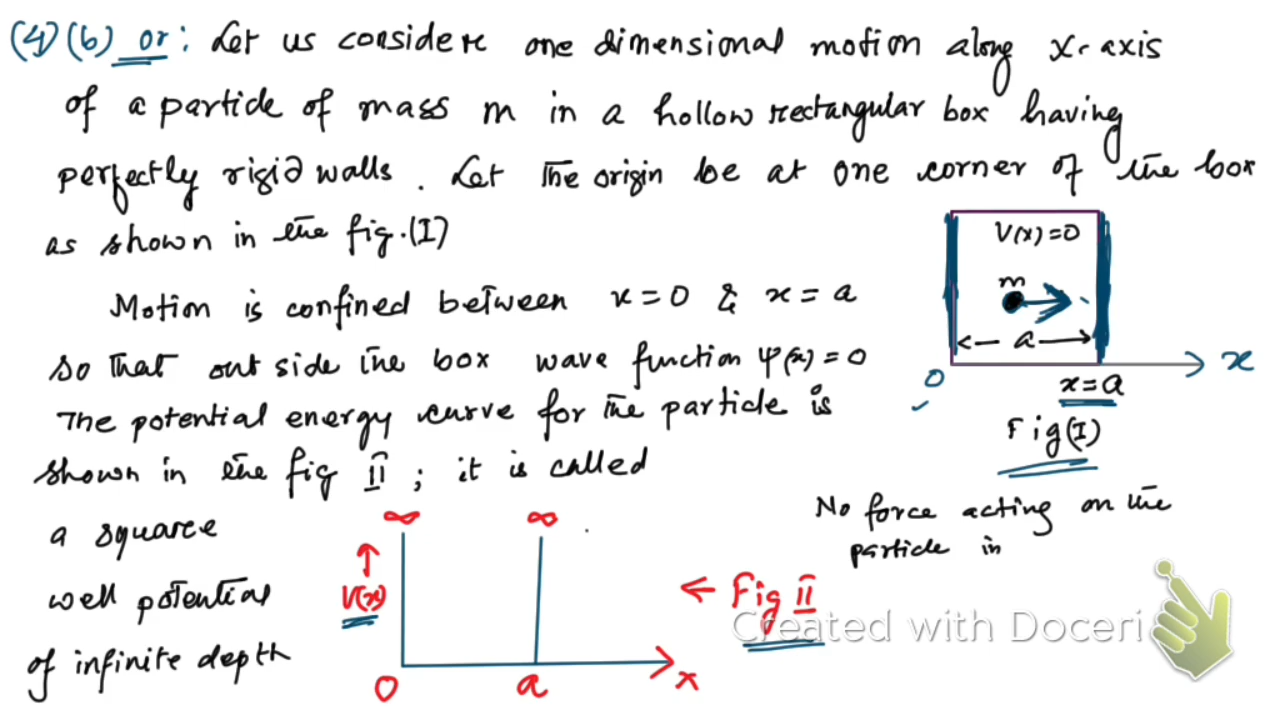 (4)(b) or: Let us consider one dimensional motion along x-axis
of a particle of mass m in a hollow rectangular box having
perfectly rigid walls. Let the origin be at one corner of the box
as shown in the fig.(I)
V(x)=0
m
a
O
x
x=a
Fig(I)
Motion is confined between x=0 & x=a
so that out side the box wave function ψ(x)=0
The potential energy curve for the particle is
shown in the fig II ; it is called
a square
well potential
of infinite depth
∞ ∞
↑
V(x)
O a x
← Fig II
No force acting on the
particle in
Created with Doceri